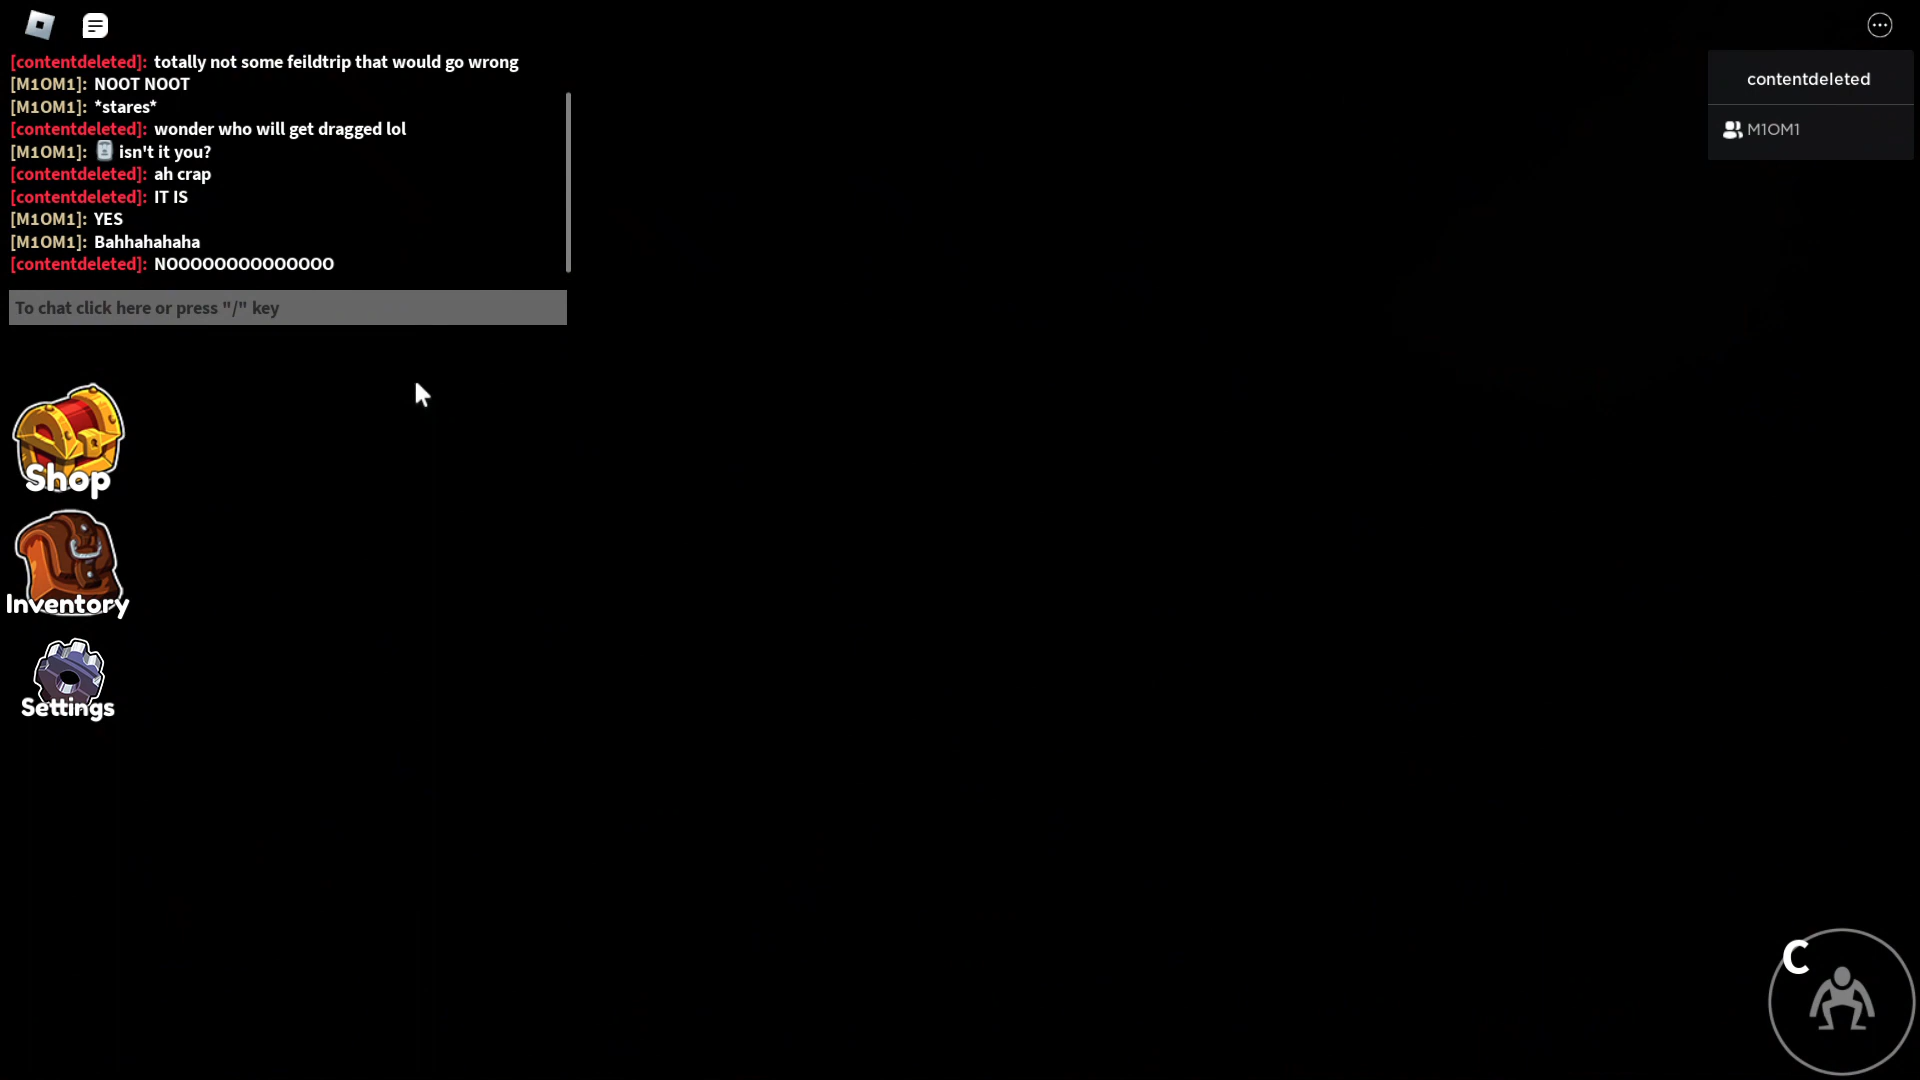 [contentdeleted]: totally not some feildtrip that would go wrong
[M1OM1]: NOOT NOOT
[M1OM1]: *stares*
[contentdeleted]: wonder who will get dragged lol
[M1OM1]: 🗿 isn't it you?
[contentdeleted]: ah crap
[contentdeleted]: IT IS
[M1OM1]: YES
[M1OM1]: Bahhahahaha
[contentdeleted]: NOOOOOOOOOOOOOO
To chat click here or press "/" key
contentdeleted
M1OM1
Shop
Inventory
Settings
C